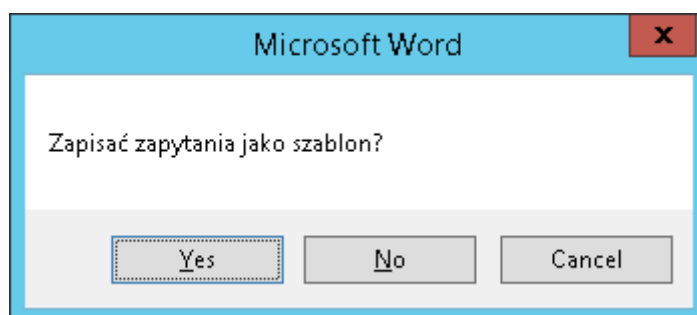 Microsoft Word
x
Zapisać zapytania jako szablon?
Yes No Cancel